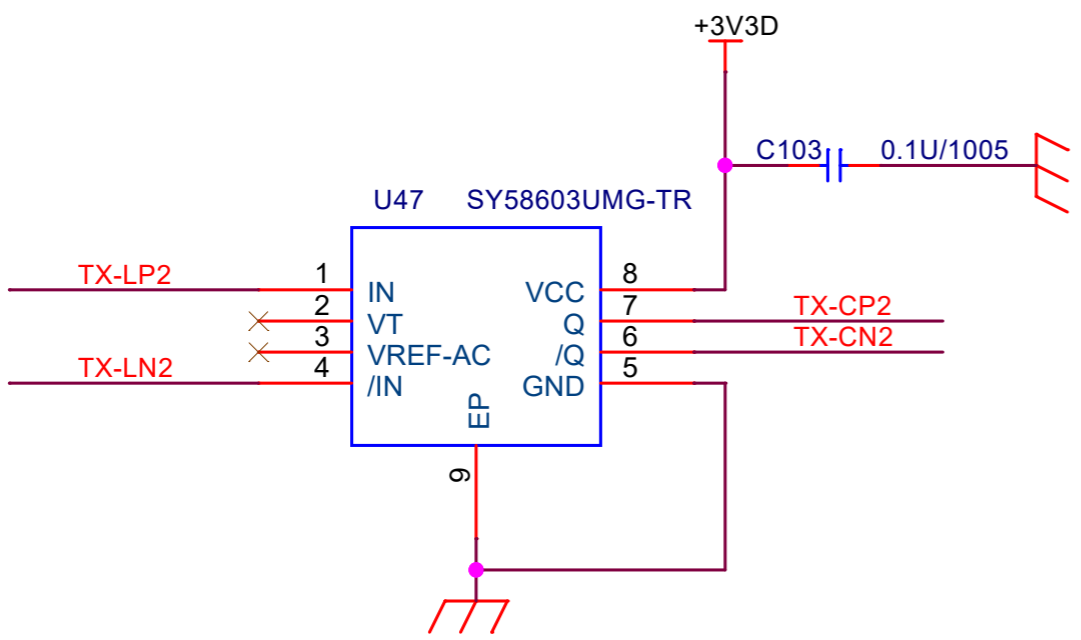 +3V3D
C103 0.1U/1005
U47 SY58603UMG-TR
TX-LP2 1 IN VCC 8
2 VT Q 7 TX-CP2
3 VREF-AC /Q 6 TX-CN2
TX-LN2 4 /IN GND 5
EP
9